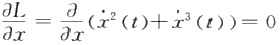 ∂L/∂x = ∂/∂x (ẋ²(t)+ẋ³(t)) = 0